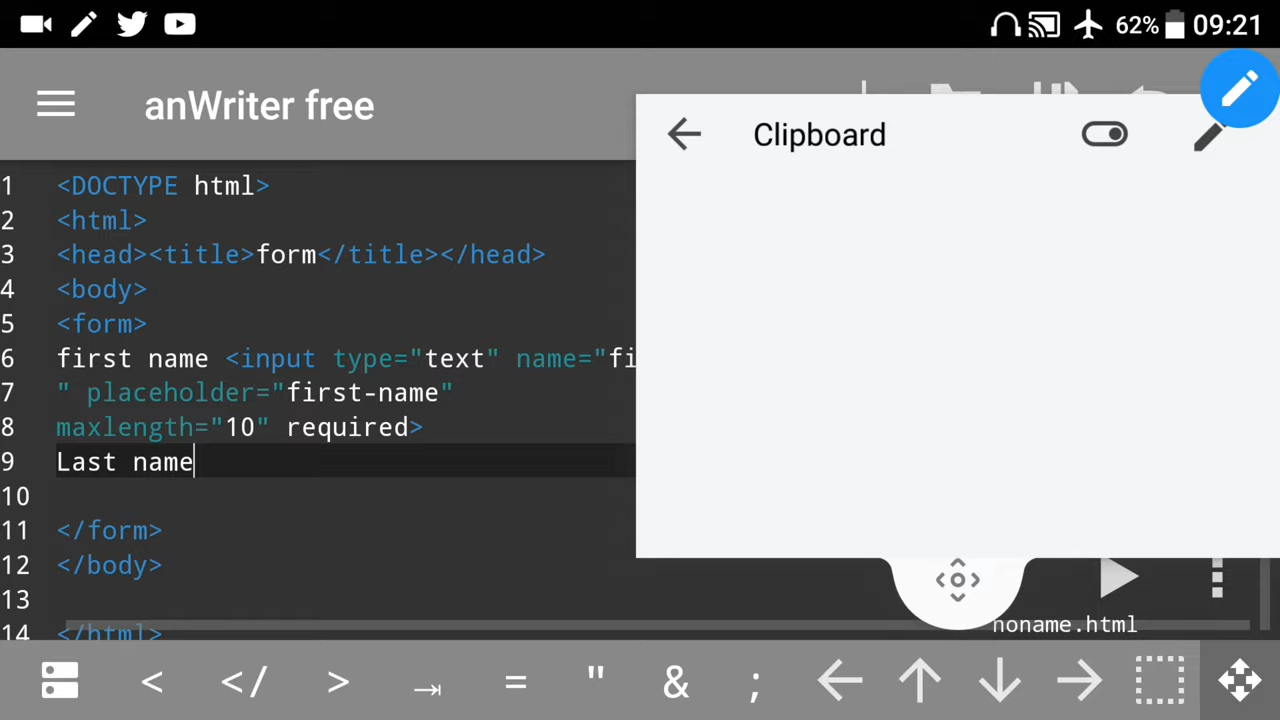 62% 09:21
anWriter free
Clipboard
1 <DOCTYPE html>
2 <html>
3 <head><title>form</title></head>
4 <body>
5 <form>
6 first name <input type="text" name="fi
7 " placeholder="first-name"
8 maxlength="10" required>
9 Last name
10
11 </form>
12 </body>
13
14 </html>
noname.html
< </ > ⇥ = " & ;